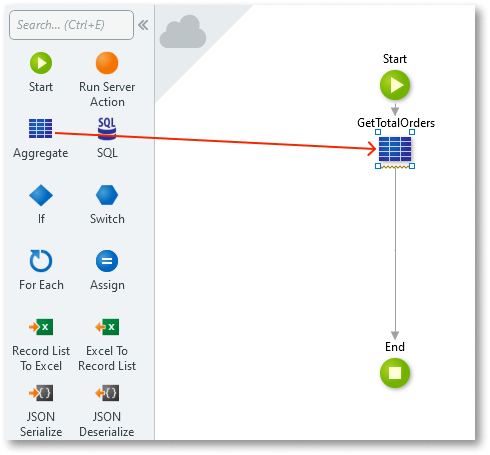 Search... (Ctrl+E)
Start
Run Server
Action
Aggregate
SQL
SQL
If
Switch
For Each
Assign
Record List
To Excel
Excel To
Record List
JSON
Serialize
JSON
Deserialize
Start
GetTotalOrders
End